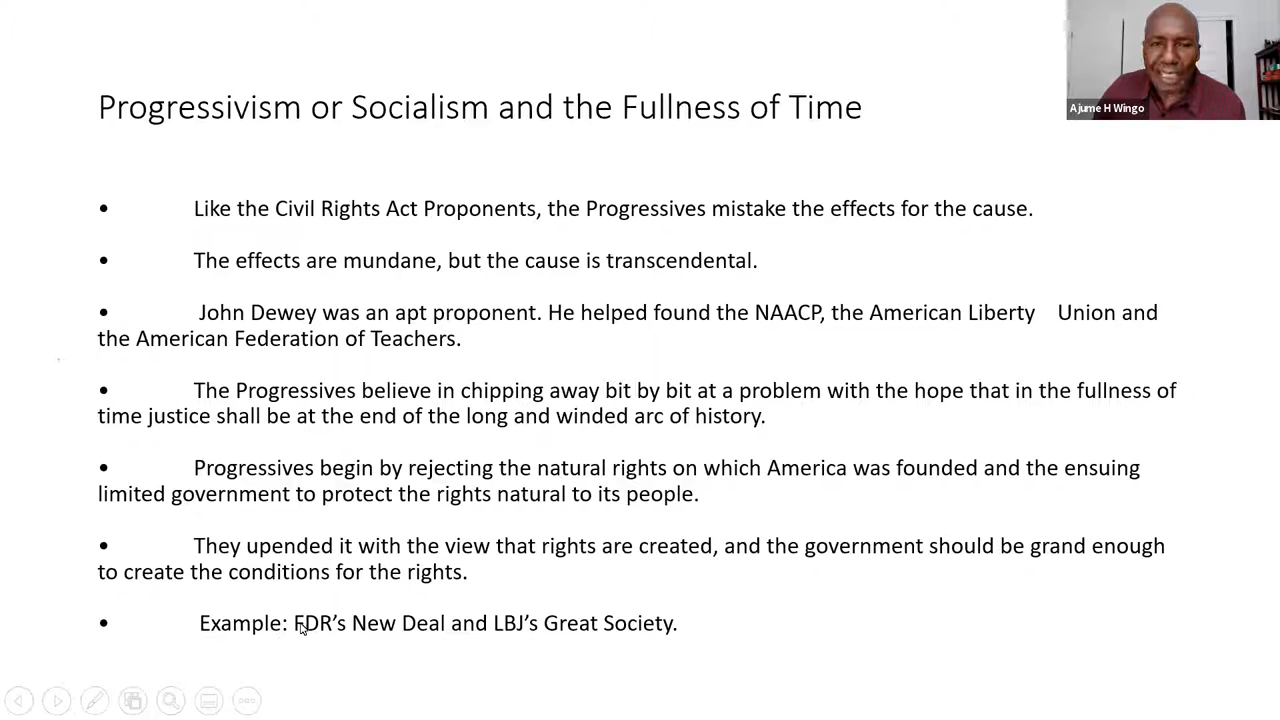 Ajume H Wingo
Progressivism or Socialism and the Fullness of Time
• Like the Civil Rights Act Proponents, the Progressives mistake the effects for the cause.
• The effects are mundane, but the cause is transcendental.
• John Dewey was an apt proponent. He helped found the NAACP, the American Liberty Union and
the American Federation of Teachers.
• The Progressives believe in chipping away bit by bit at a problem with the hope that in the fullness of
time justice shall be at the end of the long and winded arc of history.
• Progressives begin by rejecting the natural rights on which America was founded and the ensuing
limited government to protect the rights natural to its people.
• They upended it with the view that rights are created, and the government should be grand enough
to create the conditions for the rights.
• Example: FDR’s New Deal and LBJ’s Great Society.